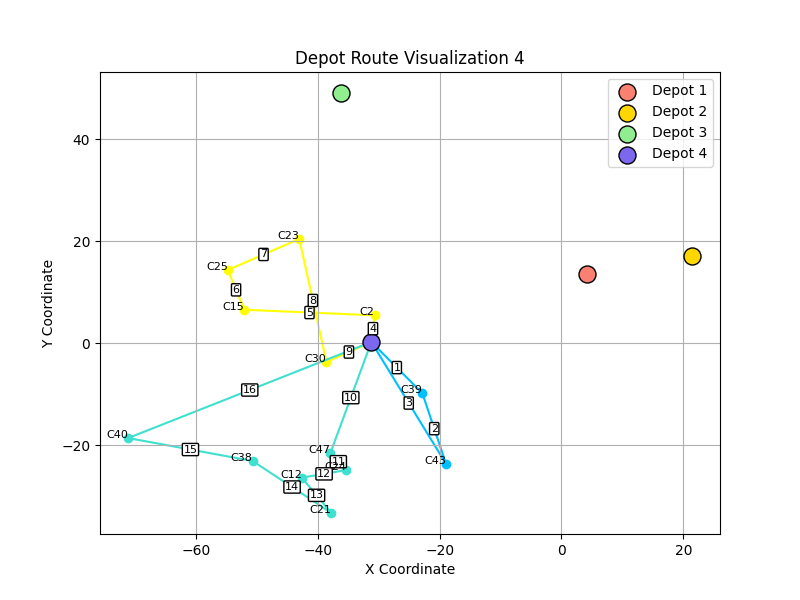 Depot Route Visualization 4
Depot 1
Depot 2
Depot 3
Depot 4
Y Coordinate
40
20
0
−20
C23
7
C25
6
8
C15
5
C2
4
C30
9
1
16
C39
10
3
2
C40
15
C38
C47
11
C24
12
C12
C43
14
13
C21
−60
−40
−20
0
20
X Coordinate